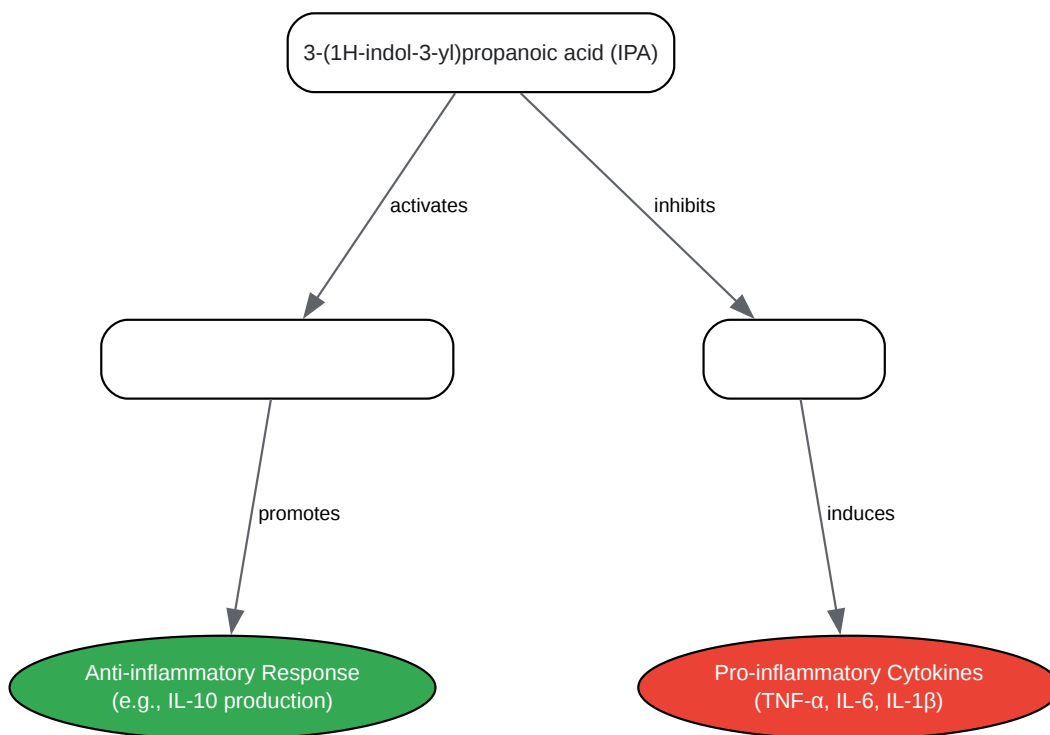 3-(1H-indol-3-yl)propanoic acid (IPA)
activates
inhibits
promotes
induces
Anti-inflammatory Response
(e.g., IL-10 production)
Pro-inflammatory Cytokines
(TNF-α, IL-6, IL-1β)